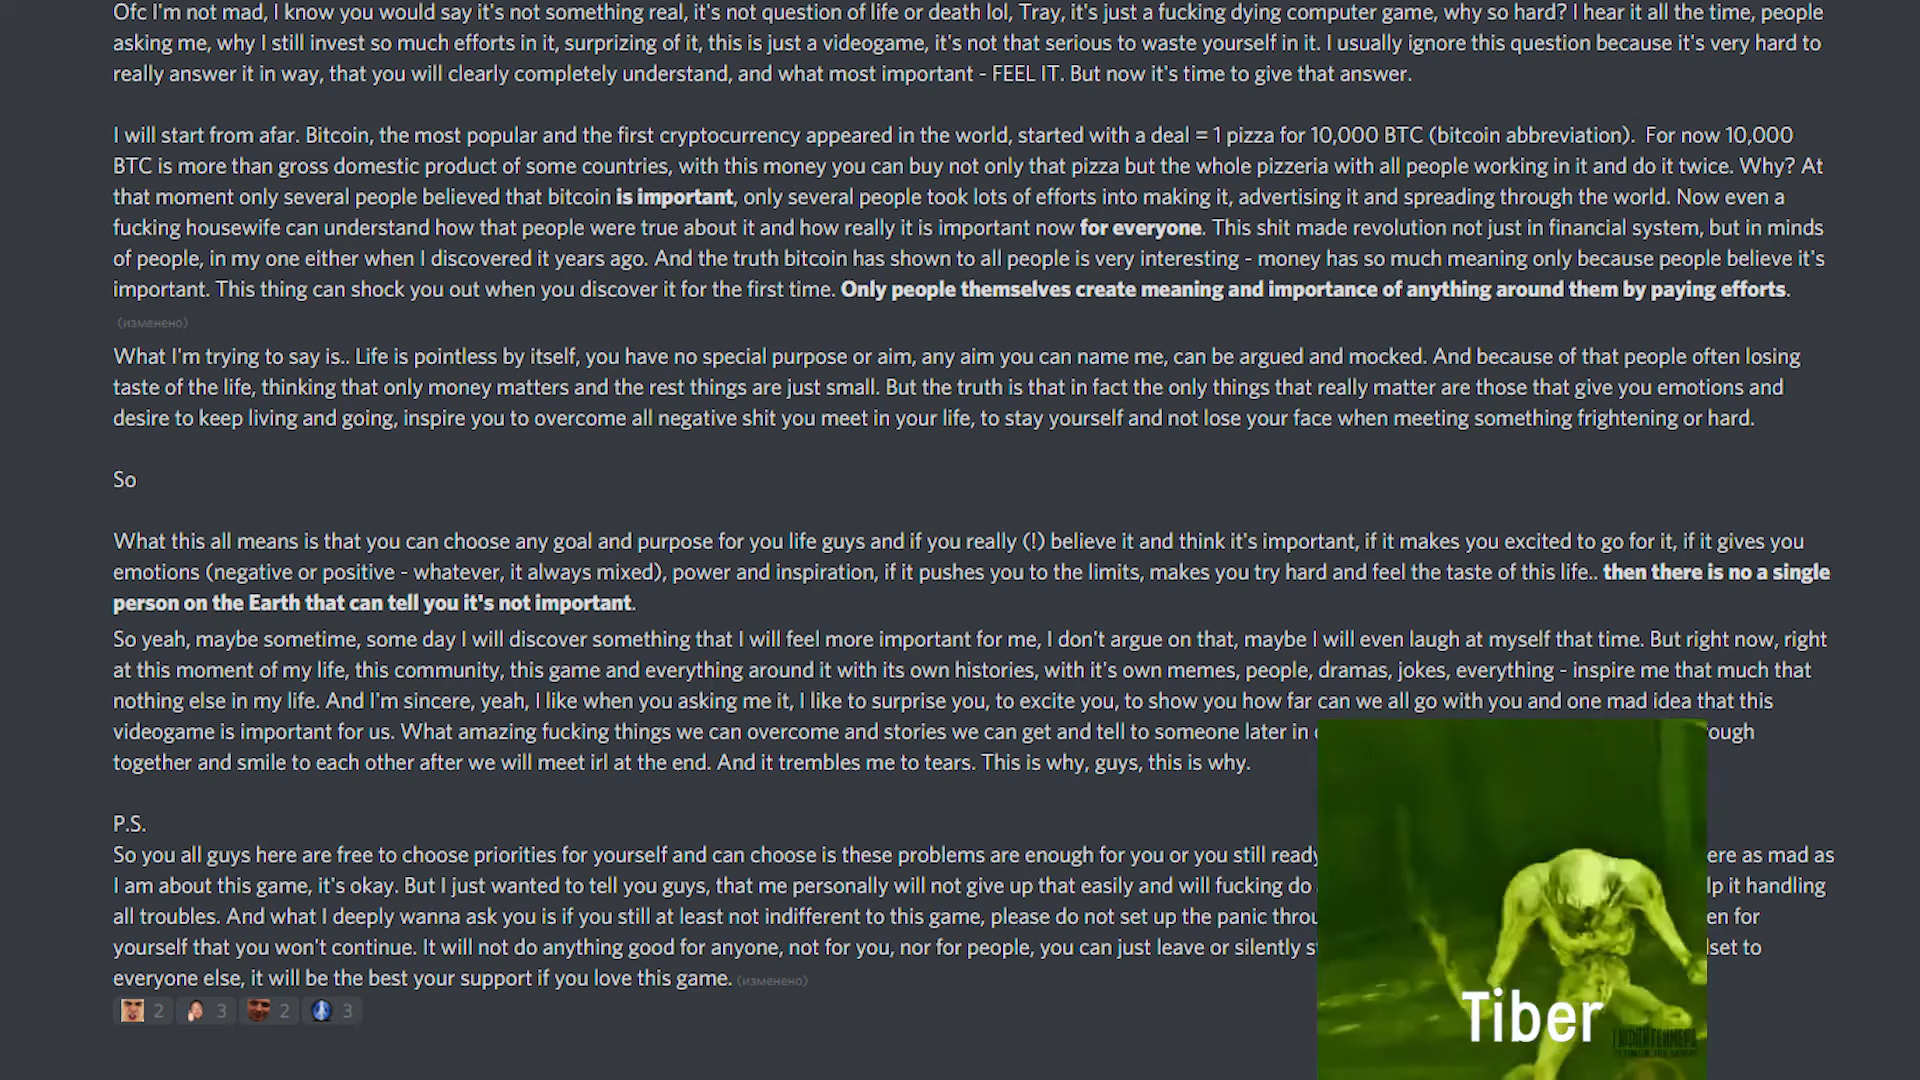 Ofc I'm not mad, I know you would say it's not something real, it's not question of life or death lol, Tray, it's just a fucking dying computer game, why so hard? I hear it all the time, people
asking me, why I still invest so much efforts in it, surprizing of it, this is just a videogame, it's not that serious to waste yourself in it. I usually ignore this question because it's very hard to
really answer it in way, that you will clearly completely understand, and what most important - FEEL IT. But now it's time to give that answer.
I will start from afar. Bitcoin, the most popular and the first cryptocurrency appeared in the world, started with a deal = 1 pizza for 10,000 BTC (bitcoin abbreviation). For now 10,000
BTC is more than gross domestic product of some countries, with this money you can buy not only that pizza but the whole pizzeria with all people working in it and do it twice. Why? At
that moment only several people believed that bitcoin is important, only several people took lots of efforts into making it, advertising it and spreading through the world. Now even a
fucking housewife can understand how that people were true about it and how really it is important now for everyone. This shit made revolution not just in financial system, but in minds
of people, in my one either when I discovered it years ago. And the truth bitcoin has shown to all people is very interesting - money has so much meaning only because people believe it's
important. This thing can shock you out when you discover it for the first time. Only people themselves create meaning and importance of anything around them by paying efforts.
(изменено)
What I'm trying to say is.. Life is pointless by itself, you have no special purpose or aim, any aim you can name me, can be argued and mocked. And because of that people often losing
taste of the life, thinking that only money matters and the rest things are just small. But the truth is that in fact the only things that really matter are those that give you emotions and
desire to keep living and going, inspire you to overcome all negative shit you meet in your life, to stay yourself and not lose your face when meeting something frightening or hard.
So
What this all means is that you can choose any goal and purpose for you life guys and if you really (!) believe it and think it's important, if it makes you excited to go for it, if it gives you
emotions (negative or positive - whatever, it always mixed), power and inspiration, if it pushes you to the limits, makes you try hard and feel the taste of this life.. then there is no a single
person on the Earth that can tell you it's not important.
So yeah, maybe sometime, some day I will discover something that I will feel more important for me, I don't argue on that, maybe I will even laugh at myself that time. But right now, right
at this moment of my life, this community, this game and everything around it with its own histories, with it's own memes, people, dramas, jokes, everything - inspire me that much that
nothing else in my life. And I'm sincere, yeah, I like when you asking me it, I like to surprise you, to excite you, to show you how far can we all go with you and one mad idea that this
videogame is important for us. What amazing fucking things we can overcome and stories we can get and tell to someone later in ough
together and smile to each other after we will meet irl at the end. And it trembles me to tears. This is why, guys, this is why.
P.S.
So you all guys here are free to choose priorities for yourself and can choose is these problems are enough for you or you still ready ere as mad as
I am about this game, it's okay. But I just wanted to tell you guys, that me personally will not give up that easily and will fucking do lp it handling
all troubles. And what I deeply wanna ask you is if you still at least not indifferent to this game, please do not set up the panic throu en for
yourself that you won't continue. It will not do anything good for anyone, not for you, nor for people, you can just leave or silently s lset to
everyone else, it will be the best your support if you love this game. (изменено)
2 3 2 3
Tiber